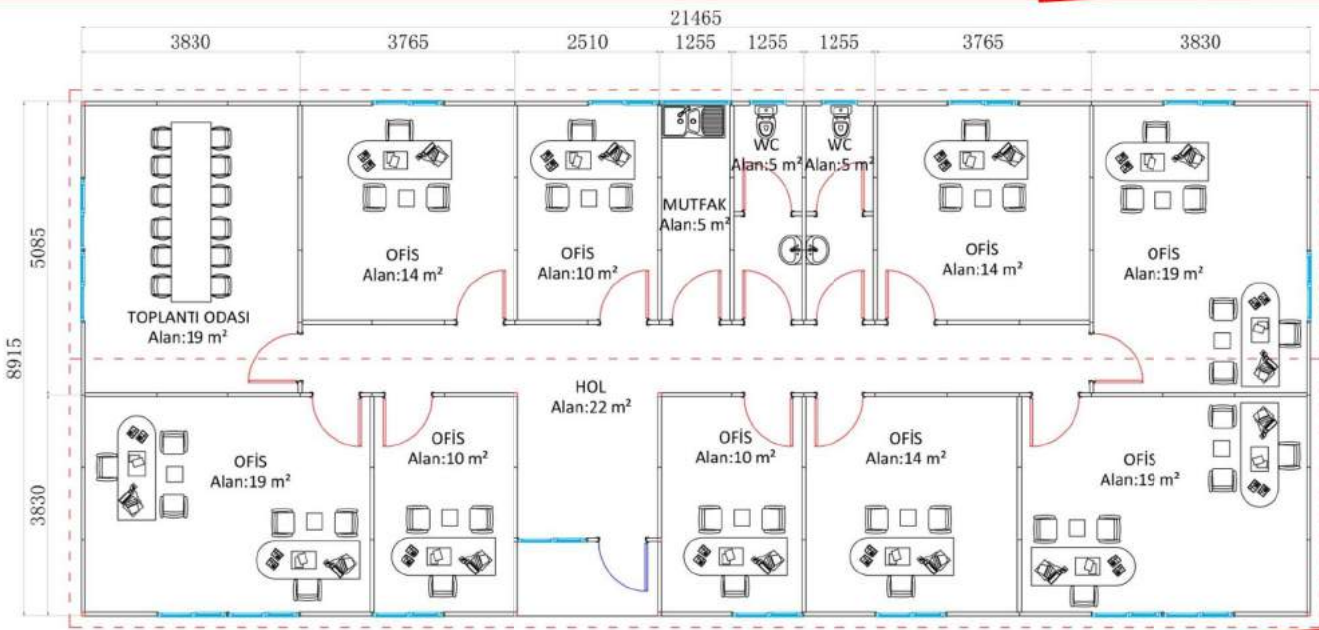 21465
3830 3765 2510 1255 1255 1255 3765 3830
8915
5085
3830
TOPLANTI ODASI
Alan:19 m²
OFİS
Alan:14 m²
OFİS
Alan:10 m²
MUTFAK
Alan:5 m²
WC
Alan:5 m²
WC
Alan:5 m²
OFİS
Alan:14 m²
OFİS
Alan:19 m²
HOL
Alan:22 m²
OFİS
Alan:19 m²
OFİS
Alan:10 m²
OFİS
Alan:10 m²
OFİS
Alan:14 m²
OFİS
Alan:19 m²